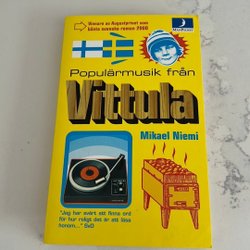 Vinnare av Augustpriset som
bästa svenska roman 2000
MånPocket
Populärmusik från
Vittula
Mikael Niemi
"Jag har svårt att finna ord
för hur roligt det är att läsa
honom..." SvD